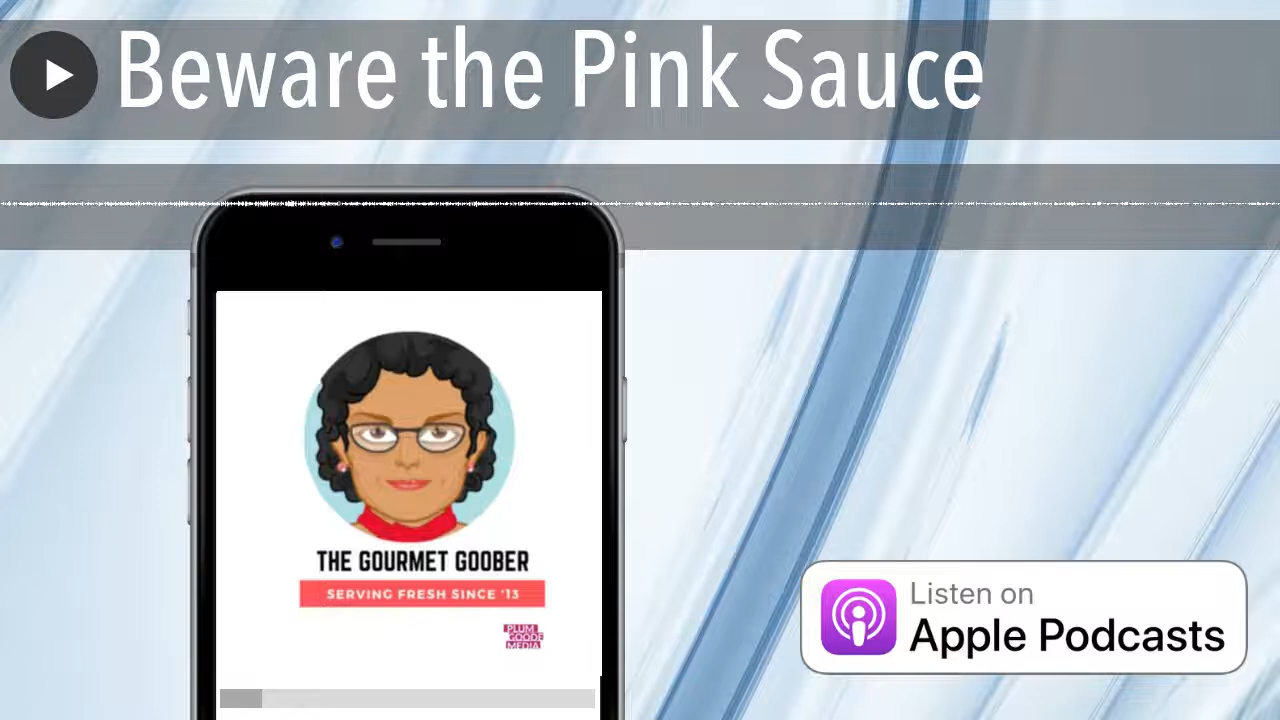 Beware the Pink Sauce
THE GOURMET GOOBER
SERVING FRESH SINCE '13
PLUM
GOODE
MEDIA
Listen on
Apple Podcasts